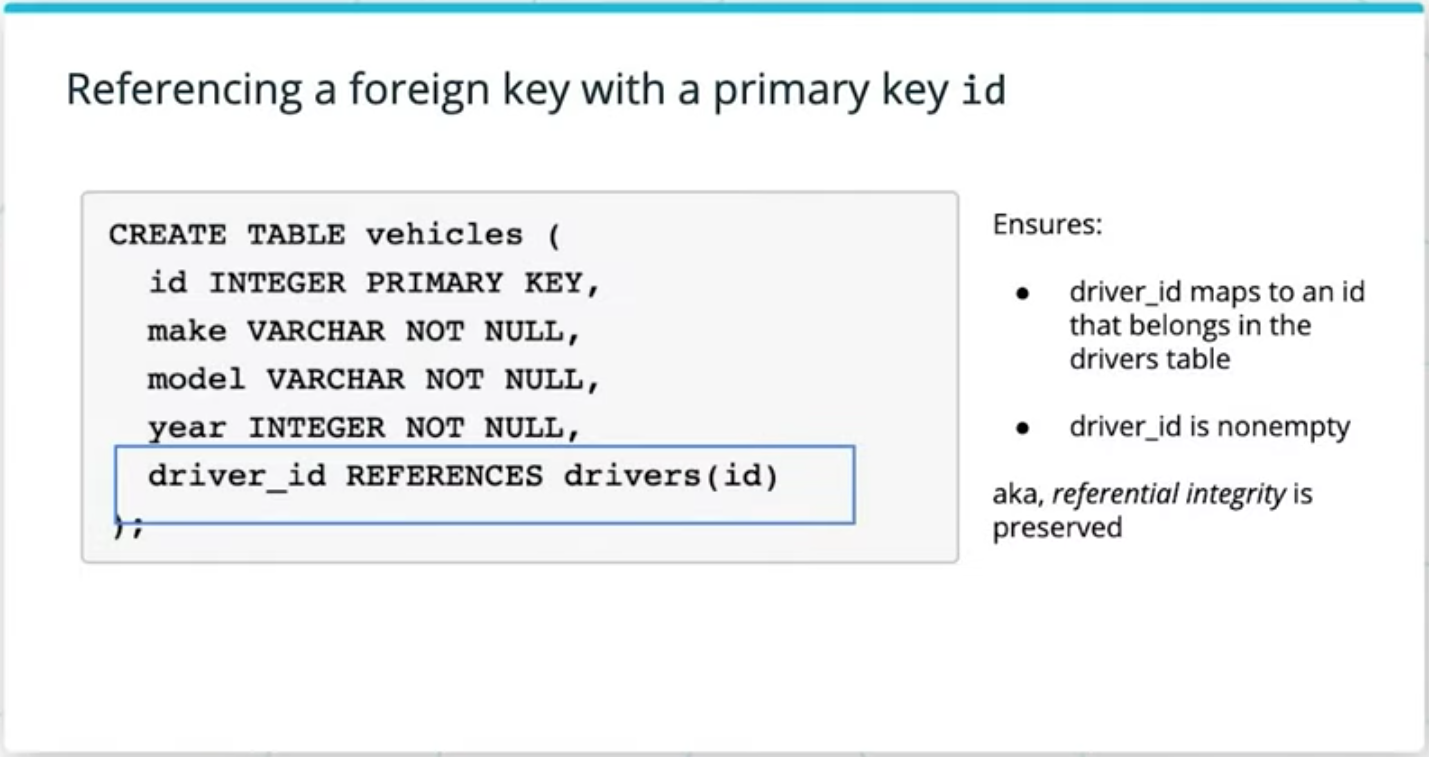 Referencing a foreign key with a primary key id
CREATE TABLE vehicles (
id INTEGER PRIMARY KEY,
make VARCHAR NOT NULL,
model VARCHAR NOT NULL,
year INTEGER NOT NULL,
driver_id REFERENCES drivers(id)
);
Ensures:
● driver_id maps to an id
that belongs in the
drivers table
● driver_id is nonempty
aka, referential integrity is
preserved